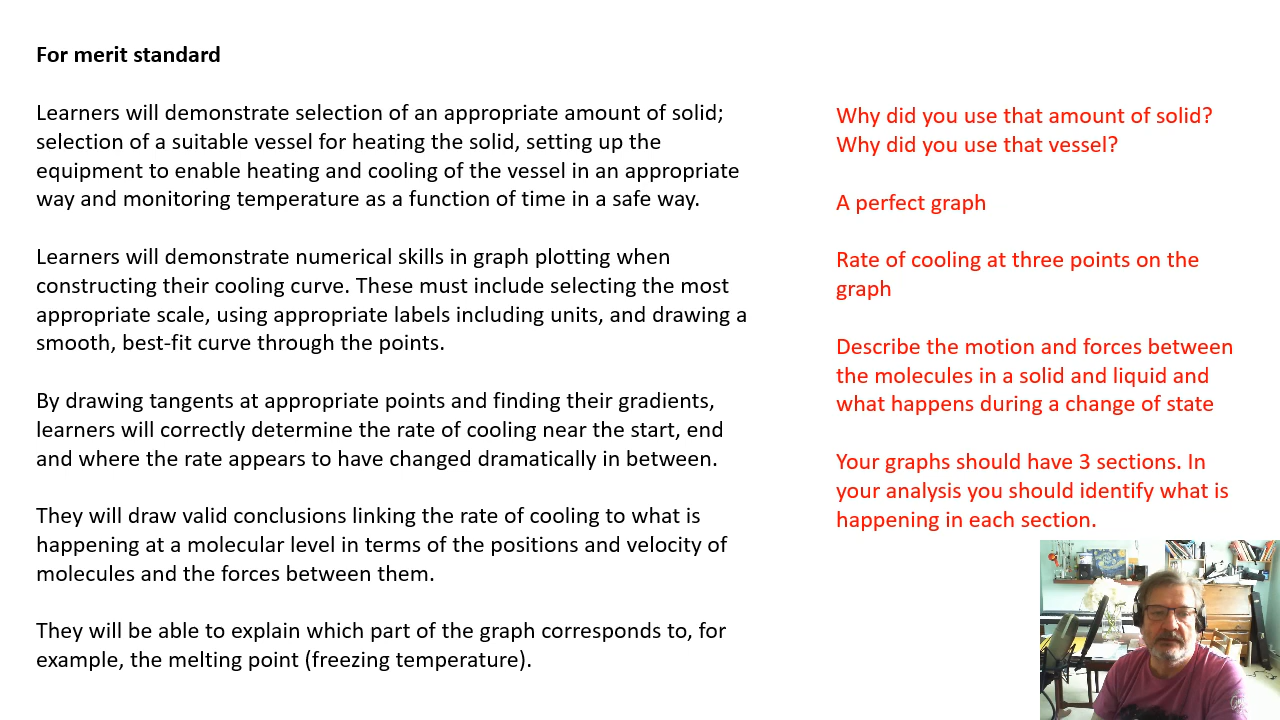 For merit standard
Learners will demonstrate selection of an appropriate amount of solid;
selection of a suitable vessel for heating the solid, setting up the
equipment to enable heating and cooling of the vessel in an appropriate
way and monitoring temperature as a function of time in a safe way.
Learners will demonstrate numerical skills in graph plotting when
constructing their cooling curve. These must include selecting the most
appropriate scale, using appropriate labels including units, and drawing a
smooth, best-fit curve through the points.
By drawing tangents at appropriate points and finding their gradients,
learners will correctly determine the rate of cooling near the start, end
and where the rate appears to have changed dramatically in between.
They will draw valid conclusions linking the rate of cooling to what is
happening at a molecular level in terms of the positions and velocity of
molecules and the forces between them.
They will be able to explain which part of the graph corresponds to, for
example, the melting point (freezing temperature).
Why did you use that amount of solid?
Why did you use that vessel?
A perfect graph
Rate of cooling at three points on the
graph
Describe the motion and forces between
the molecules in a solid and liquid and
what happens during a change of state
Your graphs should have 3 sections. In
your analysis you should identify what is
happening in each section.